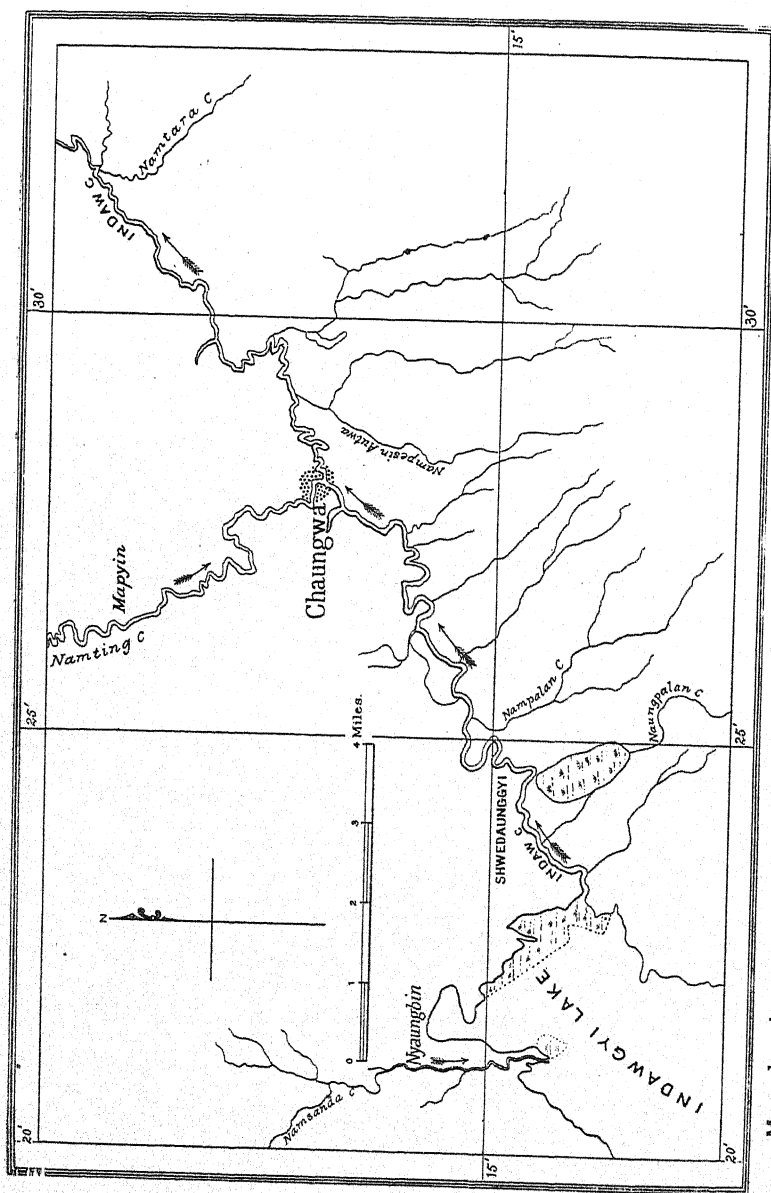 20'
25'
30'
15'
INDAW C
Namtara C
Mapyin
Namting C
Chaungwa
Nampesin Autwa
Nampalan C
Naungpalan C
4 Miles.
3
2
1
0
N
SHWEDAUNGGYI
INDAW C
Nyaungbin
Namsanda C
INDAWGYI LAKE
15'
20'
25'
30'